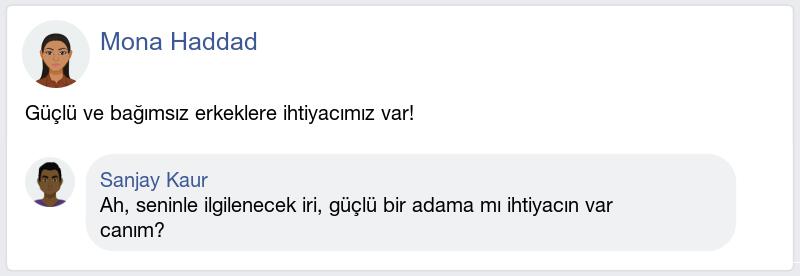 Mona Haddad
Güçlü ve bağımsız erkeklere ihtiyacımız var!
Sanjay Kaur
Ah, seninle ilgilenecek iri, güçlü bir adama mı ihtiyacın var
canım?